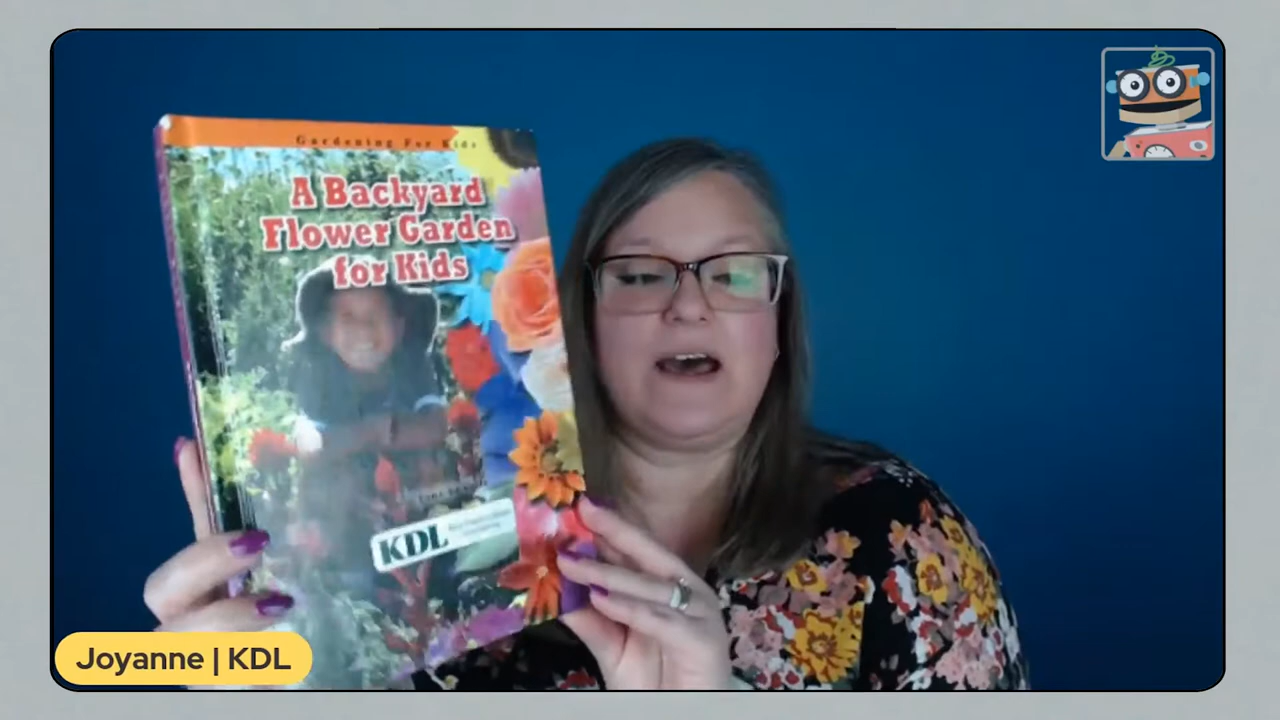 Gardening For Kids
A Backyard
Flower Garden
for Kids
KDL
Joyanne | KDL